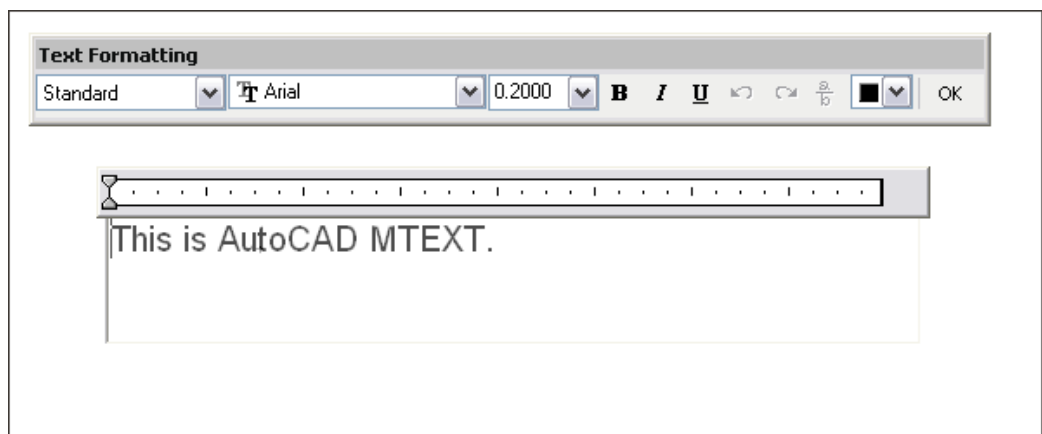 Text Formatting
Standard Arial 0.2000 B I U a/b OK
This is AutoCAD MTEXT.